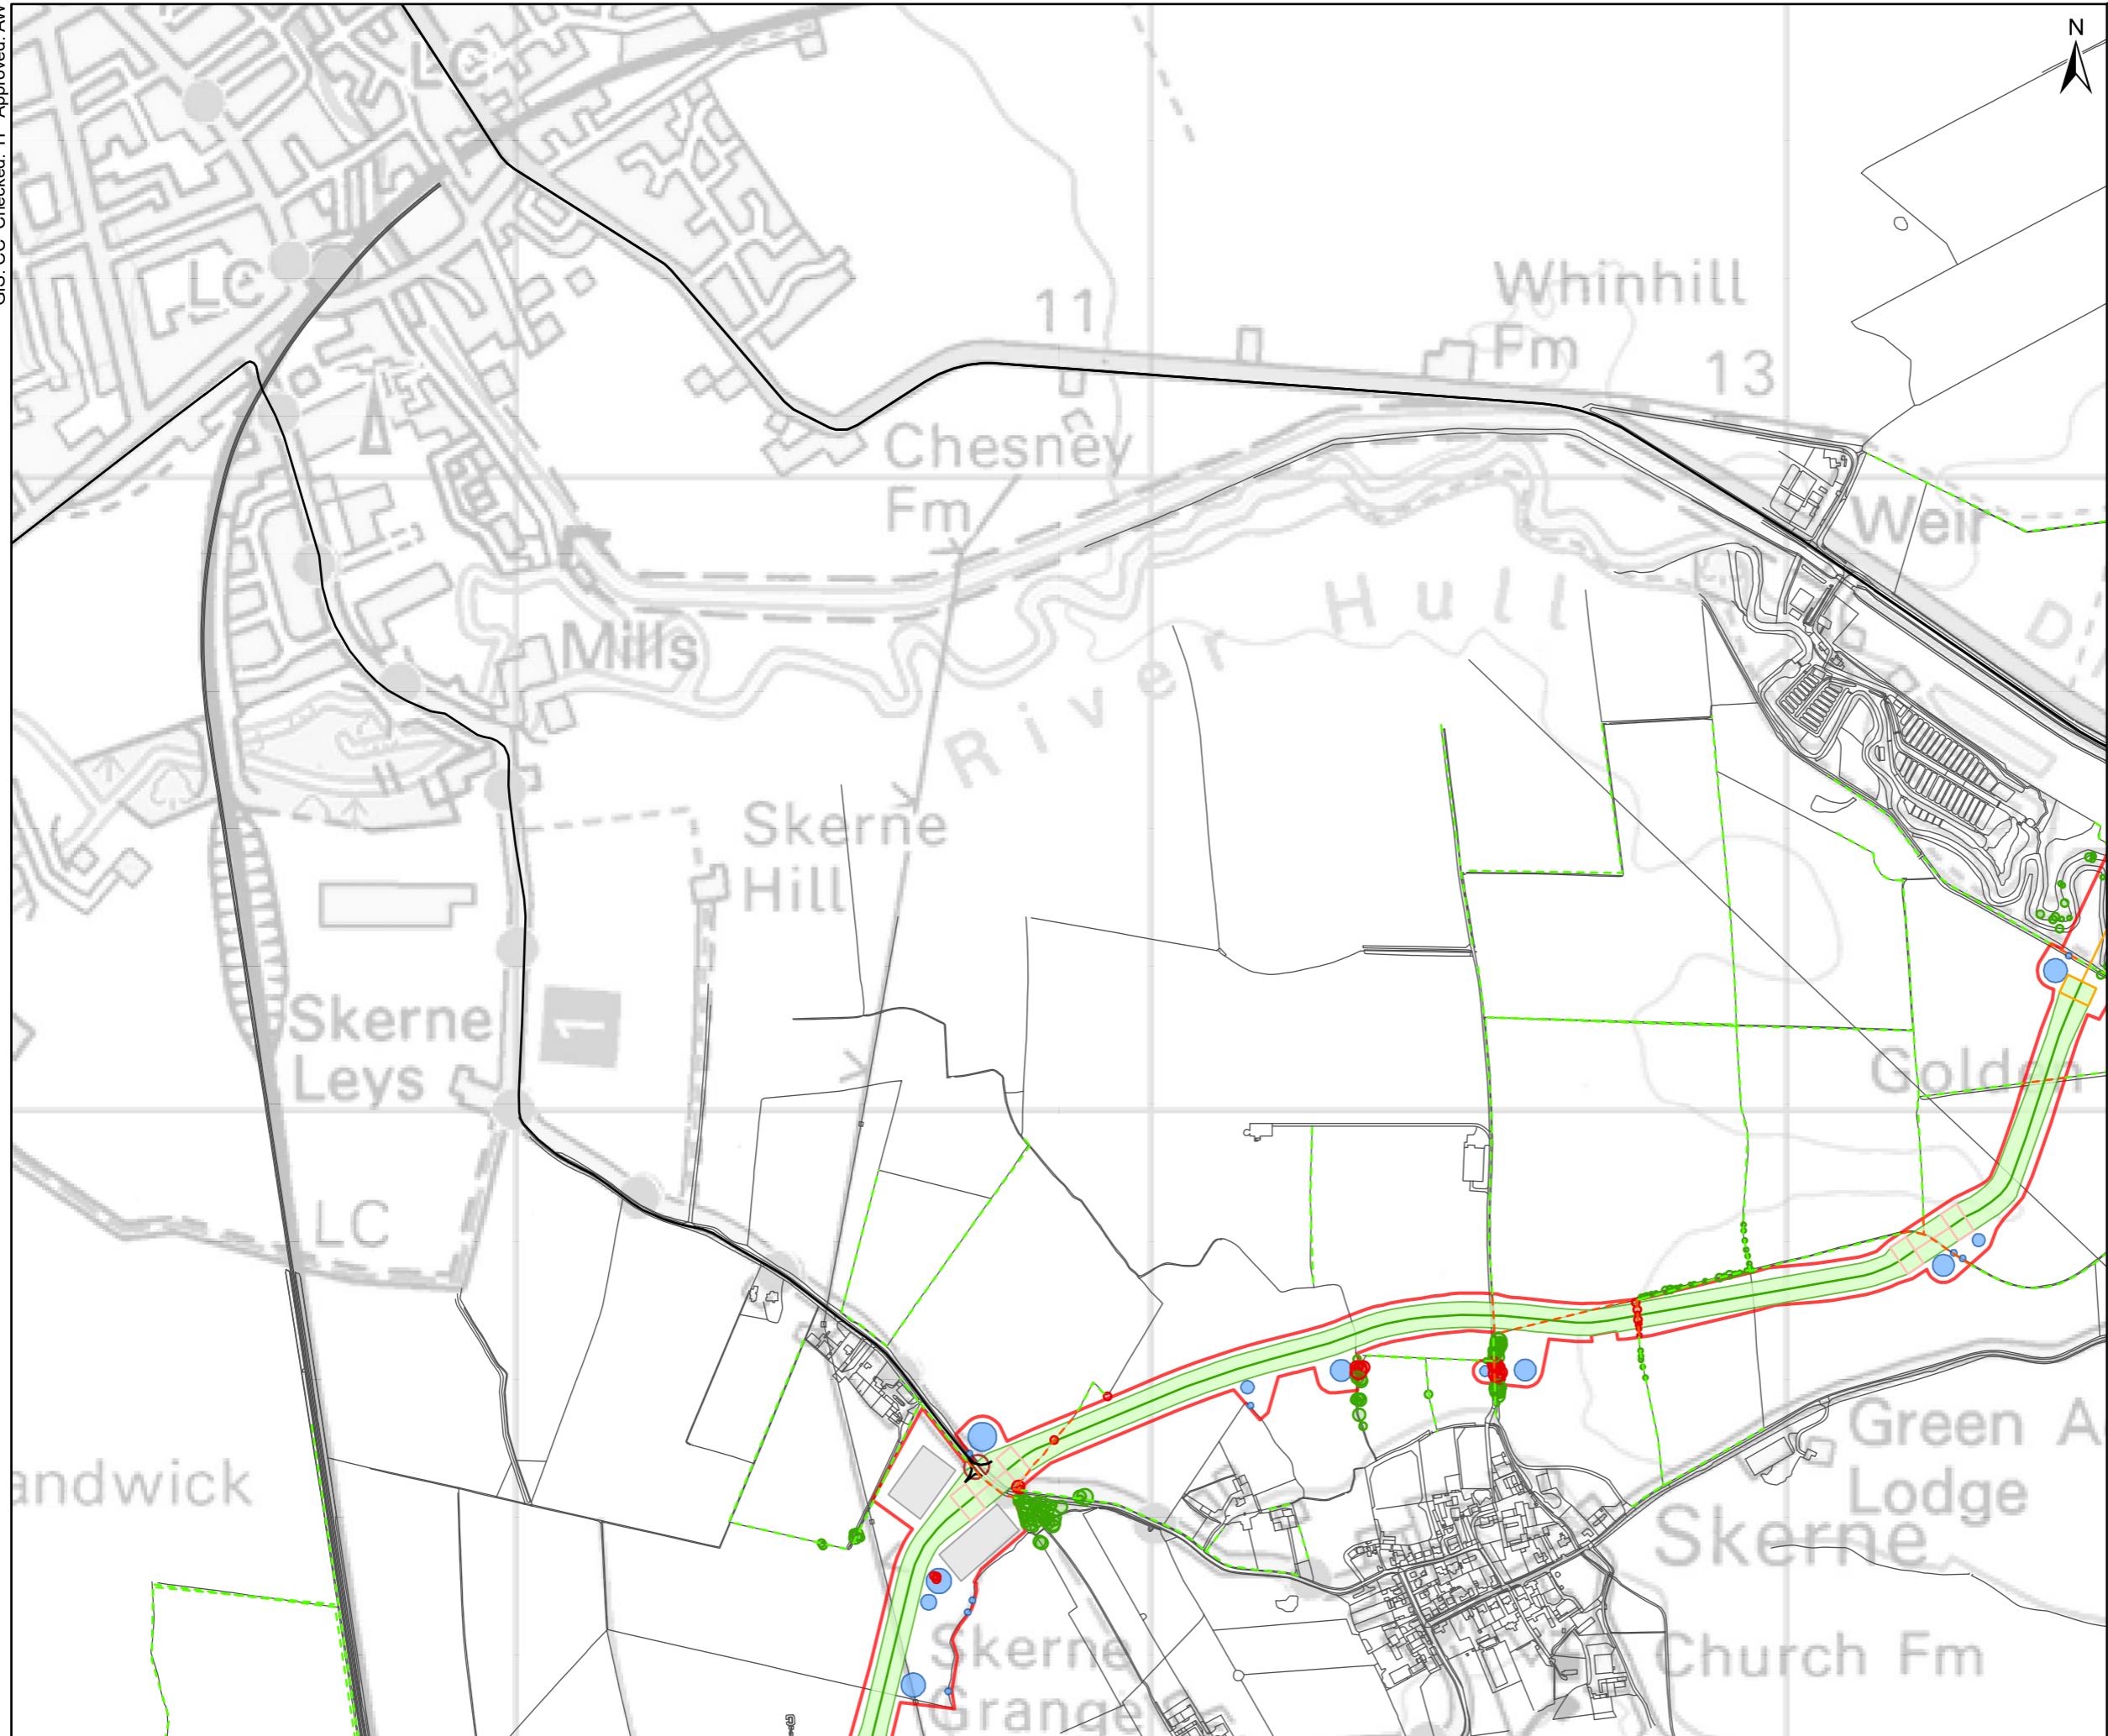 N
LC
LC
11
Whinhill
Fm
13
Chesney
Fm
Weir
Mills
River Hull
D
Skerne
Hill
Skerne
Leys
1
Golden
LC
andwick
Green A
Lodge
Skerne
Skerne
Grange
Church Fm